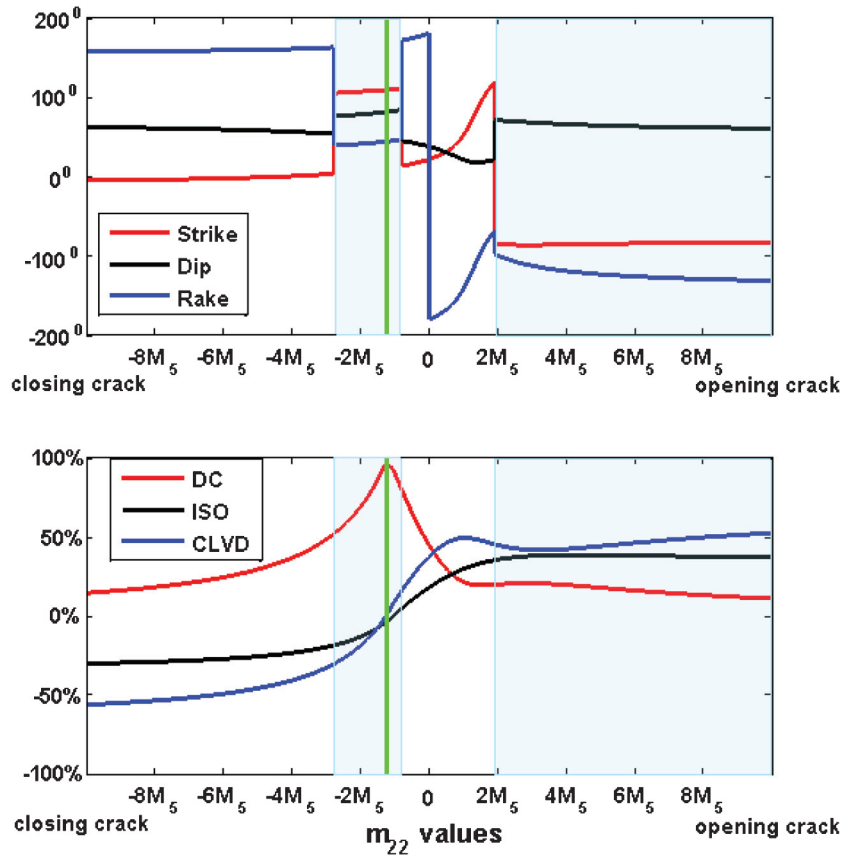 200⁰
100⁰
0⁰
-100⁰
-200⁰
Strike
Dip
Rake
-8M₅ -6M₅ -4M₅ -2M₅ 0 2M₅ 4M₅ 6M₅ 8M₅
closing crack opening crack
100%
50%
0%
-50%
-100%
DC
ISO
CLVD
-8M₅ -6M₅ -4M₅ -2M₅ 0 2M₅ 4M₅ 6M₅ 8M₅
closing crack m₂₂ values opening crack